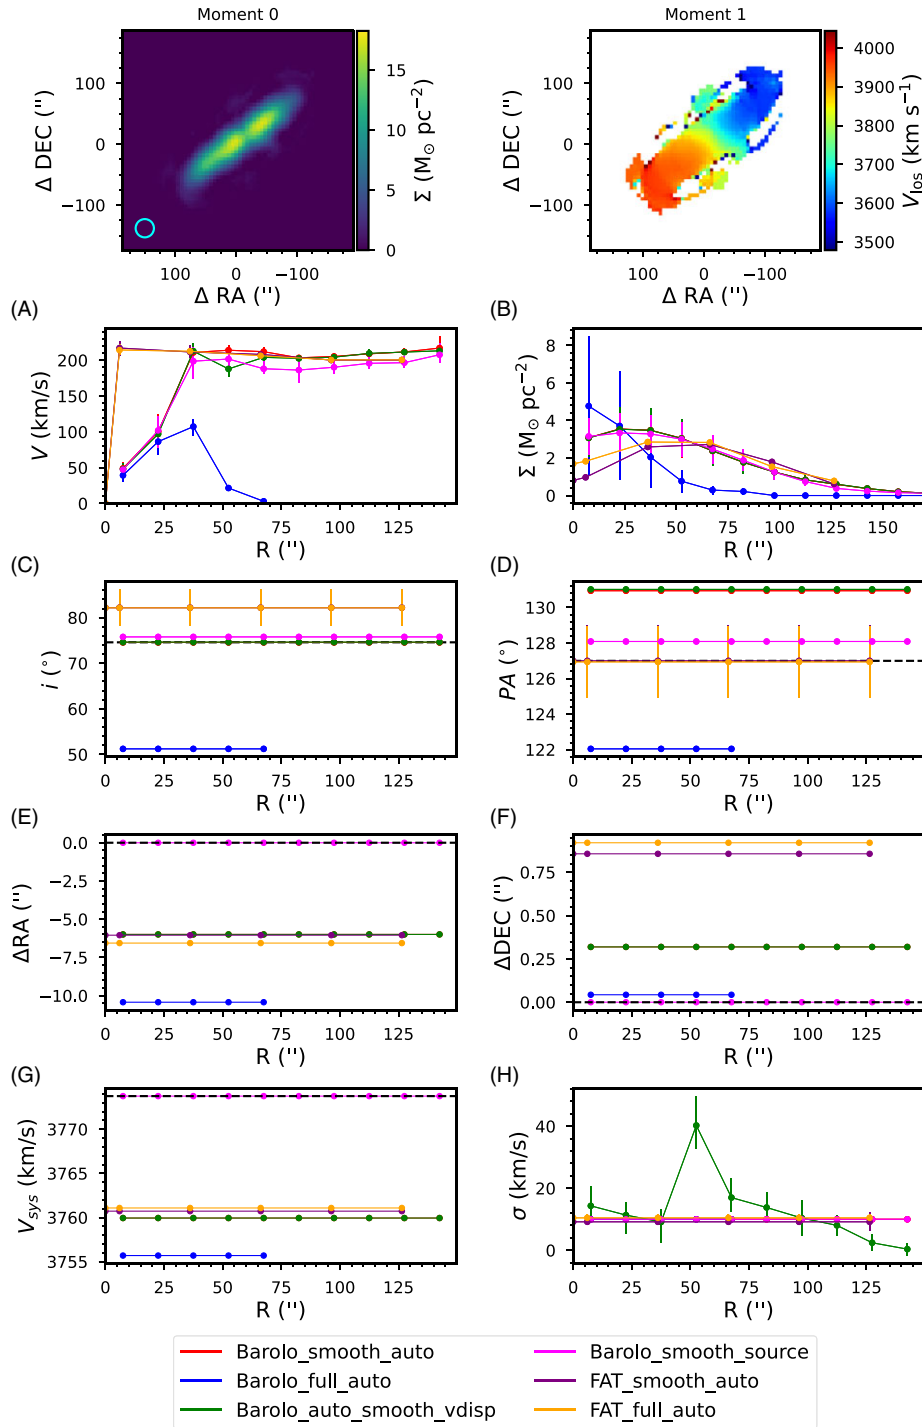 Moment 0
Moment 1
100
0
−100
Δ DEC ('')
100
0
−100
Δ RA ('')
15
10
5
0
Σ (M⊙ pc−2)
100
0
−100
Δ DEC ('')
100
0
−100
Δ RA ('')
4000
3900
3800
3700
3600
3500
Vlos (km s−1)
(A)
(B)
200
150
100
50
0
V (km/s)
0 25 50 75 100 125
R ('')
8
6
4
2
0
Σ (M⊙ pc−2)
0 25 50 75 100 125 150
R ('')
(C)
(D)
80
70
60
50
i (°)
0 25 50 75 100 125
R ('')
130
128
126
124
122
PA (°)
0 25 50 75 100 125
R ('')
(E)
(F)
0.0
−2.5
−5.0
−7.5
−10.0
ΔRA ('')
0 25 50 75 100 125
R ('')
0.75
0.50
0.25
0.00
ΔDEC ('')
0 25 50 75 100 125
R ('')
(G)
(H)
3770
3765
3760
3755
Vsys (km/s)
0 25 50 75 100 125
R ('')
40
20
0
σ (km/s)
0 25 50 75 100 125
R ('')
Barolo_smooth_auto
Barolo_full_auto
Barolo_auto_smooth_vdisp
Barolo_smooth_source
FAT_smooth_auto
FAT_full_auto